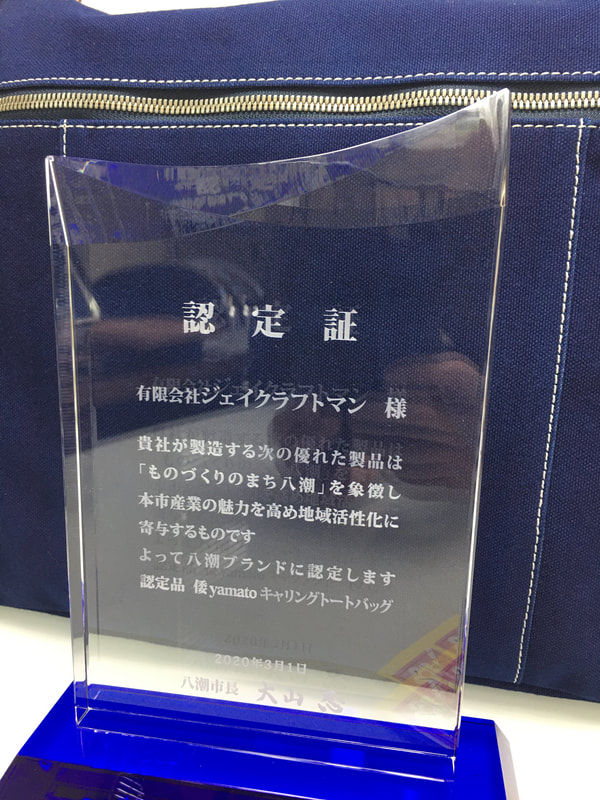 認定証
有限会社ジェイクラフトマン 様
貴社が製造する次の優れた製品は
「ものづくりのまち八潮」を象徴し
本市産業の魅力を高め地域活性化に
寄与するものです
よって八潮ブランドに認定します
認定品 倭yamatoキャリングトートバッグ
2020年3月1日
八潮市長 大山 忍